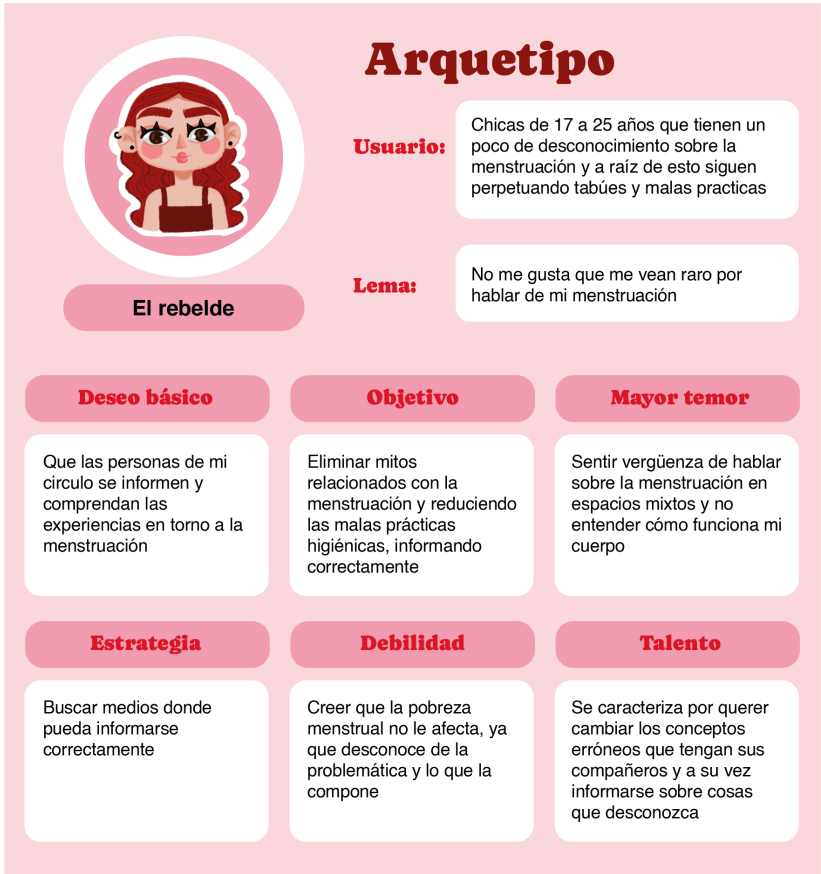 Arquetipo
Usuario:
Chicas de 17 a 25 años que tienen un
poco de desconocimiento sobre la
menstruación y a raíz de esto siguen
perpetuando tabúes y malas practicas
Lema:
No me gusta que me vean raro por
hablar de mi menstruación
El rebelde
Deseo básico
Que las personas de mi
circulo se informen y
comprendan las
experiencias en torno a la
menstruación
Objetivo
Eliminar mitos
relacionados con la
menstruación y reduciendo
las malas prácticas
higiénicas, informando
correctamente
Mayor temor
Sentir vergüenza de hablar
sobre la menstruación en
espacios mixtos y no
entender cómo funciona mi
cuerpo
Estrategia
Buscar medios donde
pueda informarse
correctamente
Debilidad
Creer que la pobreza
menstrual no le afecta, ya
que desconoce de la
problemática y lo que la
compone
Talento
Se caracteriza por querer
cambiar los conceptos
erróneos que tengan sus
compañeros y a su vez
informarse sobre cosas
que desconozca